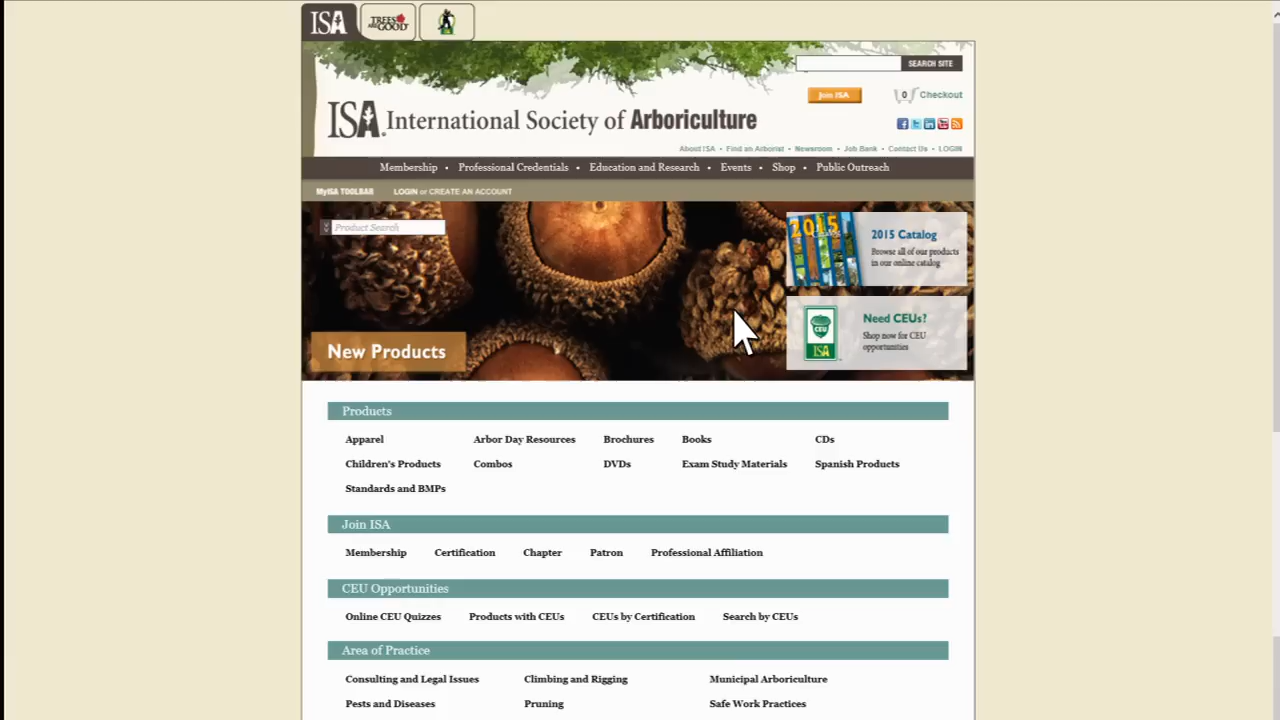 ISA TREES ARE GOOD
SEARCH SITE
Join ISA 0 Checkout
ISA International Society of Arboriculture
About ISA • Find an Arborist • Newsroom • Job Bank • Contact Us • LOGIN
Membership • Professional Credentials • Education and Research • Events • Shop • Public Outreach
MyISA TOOLBAR LOGIN or CREATE AN ACCOUNT
Product Search
2015
2015 Catalog
Browse all of our products
in our online catalog
CEU
ISA
Need CEUs?
Shop now for CEU
opportunities
New Products
Products
Apparel Arbor Day Resources Brochures Books CDs
Children's Products Combos DVDs Exam Study Materials Spanish Products
Standards and BMPs
Join ISA
Membership Certification Chapter Patron Professional Affiliation
CEU Opportunities
Online CEU Quizzes Products with CEUs CEUs by Certification Search by CEUs
Area of Practice
Consulting and Legal Issues Climbing and Rigging Municipal Arboriculture
Pests and Diseases Pruning Safe Work Practices